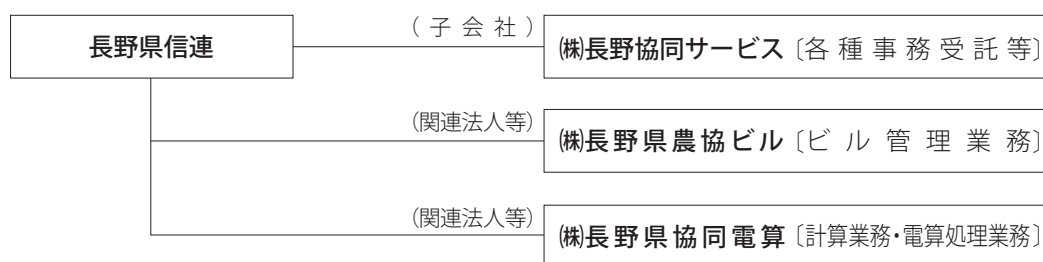 長野県信連
(子会社)
㈱長野協同サービス〔各種事務受託等〕
(関連法人等)
㈱長野県農協ビル〔ビル管理業務〕
(関連法人等)
㈱長野県協同電算〔計算業務・電算処理業務〕